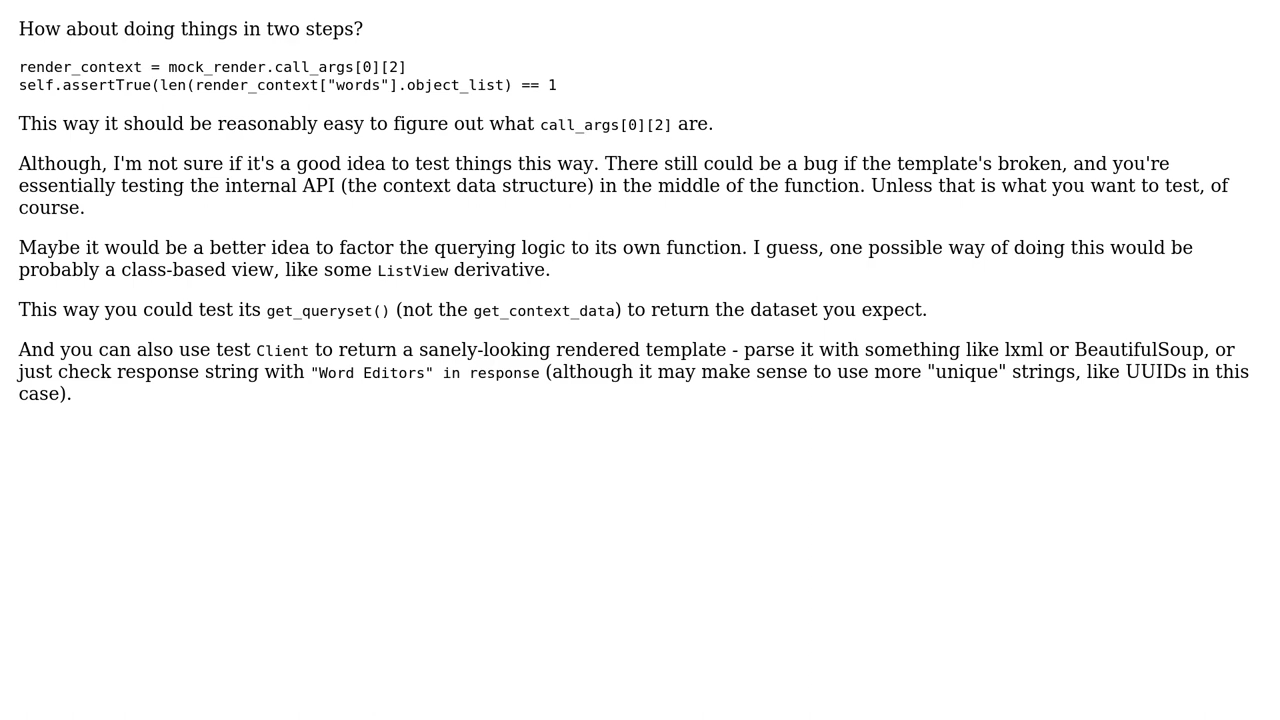 How about doing things in two steps?
render_context = mock_render.call_args[0][2]
self.assertTrue(len(render_context["words"].object_list) == 1
This way it should be reasonably easy to figure out what call_args[0][2] are.
Although, I'm not sure if it's a good idea to test things this way. There still could be a bug if the template's broken, and you're
essentially testing the internal API (the context data structure) in the middle of the function. Unless that is what you want to test, of
course.
Maybe it would be a better idea to factor the querying logic to its own function. I guess, one possible way of doing this would be
probably a class-based view, like some ListView derivative.
This way you could test its get_queryset() (not the get_context_data) to return the dataset you expect.
And you can also use test Client to return a sanely-looking rendered template - parse it with something like lxml or BeautifulSoup, or
just check response string with "Word Editors" in response (although it may make sense to use more "unique" strings, like UUIDs in this
case).